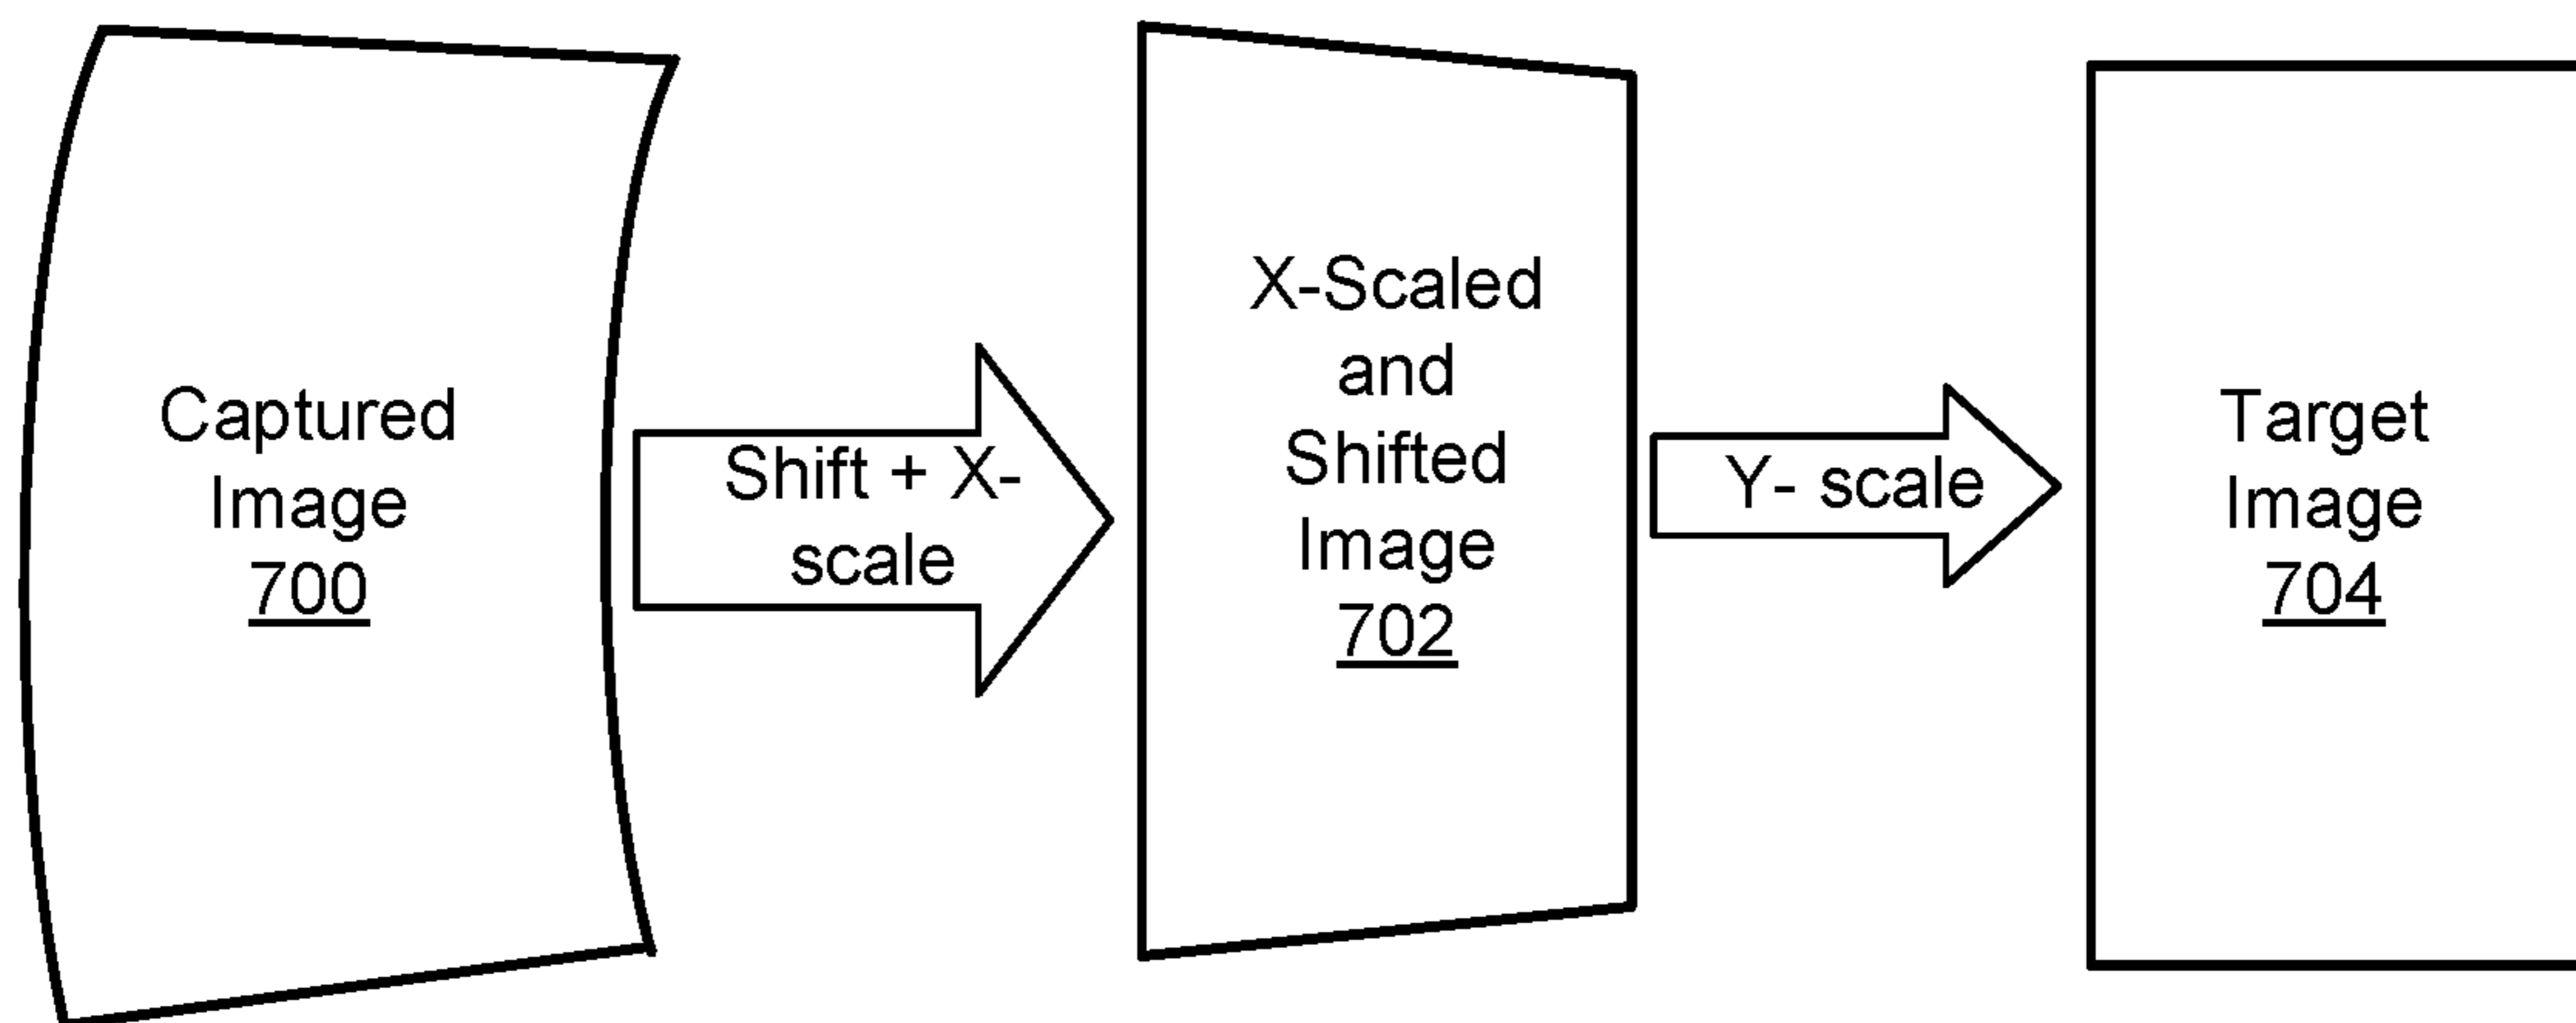 Captured
Image
700
Shift + X-
scale
X-Scaled
and
Shifted
Image
702
Y- scale
Target
Image
704